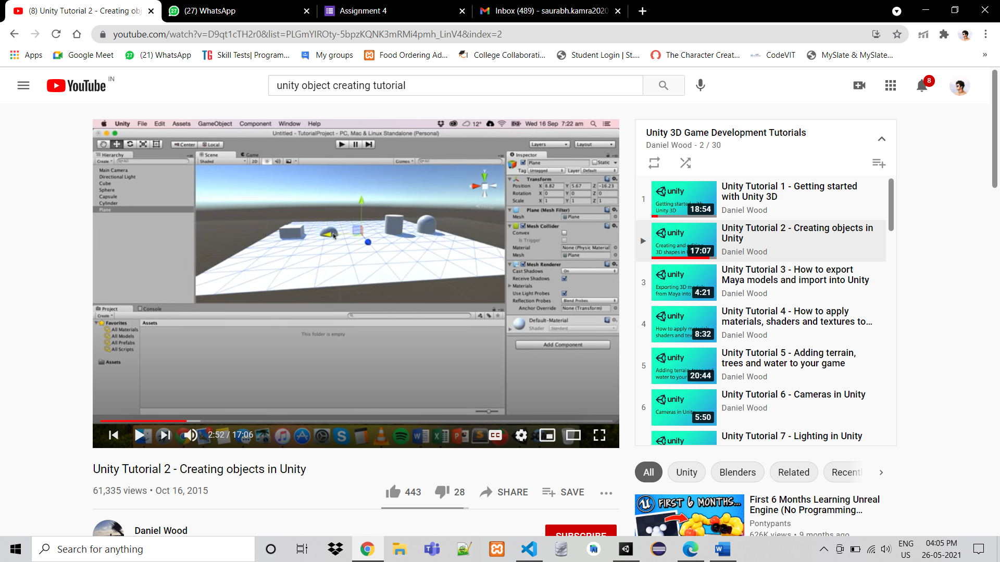 (8) Unity Tutorial 2 - Creating obj
(27) WhatsApp
Assignment 4
Inbox (489) - saurabh.kamra2020
youtube.com/watch?v=D9qt1cTH2r0&list=PLGmYIROty-5bpzKQNK3mRMi4pmh_LinV4&index=2
Apps
Google Meet
(21) WhatsApp
Skill Tests| Program...
My groups
Food Ordering Ad...
College Collaborati...
Student Login | St....
The Character Creat...
CodeVIT
MySlate & MySlate...
YouTube IN
unity object creating tutorial
8
Unity File Edit Assets GameObject Component Window Help
12° Wed 16 Sep 7:22 am
Untitled - TutorialProject - PC, Mac & Linux Standalone (Personal)
Center Local
Layers Layout
Hierarchy
Create
All
Main Camera
Directional Light
Cube
Sphere
Capsule
Cylinder
Plane
Scene Game
Shaded 2D Gizmos All
y
Inspector
Plane Static
Tag Untagged Layer Default
Transform
Position X 8.82 Y 5.67 Z -16.23
Rotation X 0 Y 0 Z 0
Scale X 1 Y 1 Z 1
Plane (Mesh Filter)
Mesh Plane
Mesh Collider
Convex
Is Trigger
Material None (Physic Material
Mesh Plane
Mesh Renderer
Cast Shadows On
Receive Shadows
Materials
Use Light Probes
Reflection Probes Blend Probes
Anchor Override None (Transform)
Default-Material
Shader Standard
Add Component
Project Console
Create
Favorites
All Materials
All Models
All Prefabs
All Scripts
Assets
Assets
This folder is empty
2:52 / 17:06
CC
Unity Tutorial 2 - Creating objects in Unity
61,335 views • Oct 16, 2015
443
28
SHARE
SAVE
Daniel Wood
SUBSCRIBE
Unity 3D Game Development Tutorials
Daniel Wood - 2 / 30
1
unity
Getting started with
Unity 3D
18:54
Unity Tutorial 1 - Getting started
with Unity 3D
Daniel Wood
unity
Creating and editing
3D shapes in
17:07
Unity Tutorial 2 - Creating objects in
Unity
Daniel Wood
3
unity
Exporting 3D models
from Maya into
4:21
Unity Tutorial 3 - How to export
Maya models and import into Unity
Daniel Wood
4
unity
How to apply materials,
shaders and tex
8:32
Unity Tutorial 4 - How to apply
materials, shaders and textures to...
Daniel Wood
5
unity
Adding terrain, trees and
water to your
20:44
Unity Tutorial 5 - Adding terrain,
trees and water to your game
Daniel Wood
6
unity
Cameras in Unity
5:50
Unity Tutorial 6 - Cameras in Unity
Daniel Wood
unity
Unity Tutorial 7 - Lighting in Unity
All
Unity
Blenders
Related
Recentl
FIRST 6 MONTHS...
First 6 Months Learning Unreal
Engine (No Programming...
Pontypants
626K views • 9 months ago
Search for anything
ENG
US
04:05 PM
26-05-2021